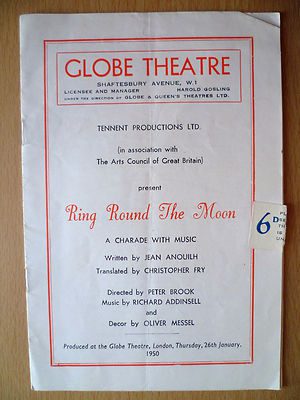 GLOBE THEATRE
SHAFTESBURY AVENUE, W.1
LICENSEE AND MANAGER HAROLD GOSLING
UNDER THE DIRECTION OF GLOBE & QUEEN'S THEATRES LTD.
TENNENT PRODUCTIONS LTD.
(in association with
The Arts Council of Great Britain)
present
Ring Round The Moon
A CHARADE WITH MUSIC
Written by JEAN ANOUILH
Translated by CHRISTOPHER FRY
Directed by PETER BROOK
Music by RICHARD ADDINSELL
and
Decor by OLIVER MESSEL
Produced at the Globe Theatre, London, Thursday, 26th January,
1950
6